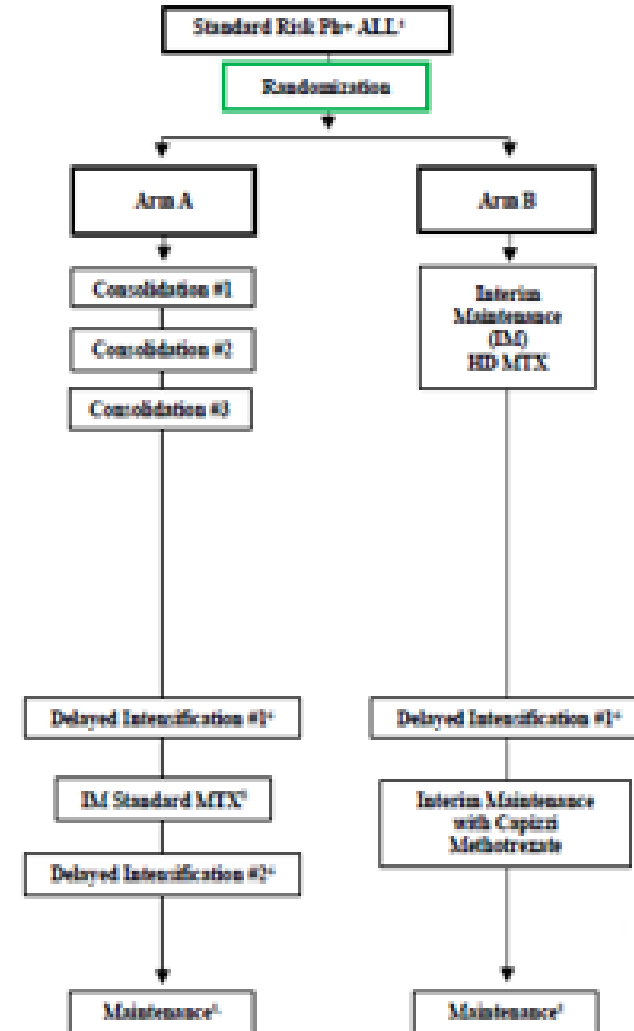 Standard Risk Ph+ ALL
Randomization
Arm A
Arm B
Consolidation #1
Consolidation #2
Consolidation #3
Interim
Maintenance
(IM)
HD MTX
Delayed Intensification #1
IM Standard MTX
Delayed Intensification #2
Maintenance
Delayed Intensification #1
Interim Maintenance
with Capizzi
Methotrexate
Maintenance